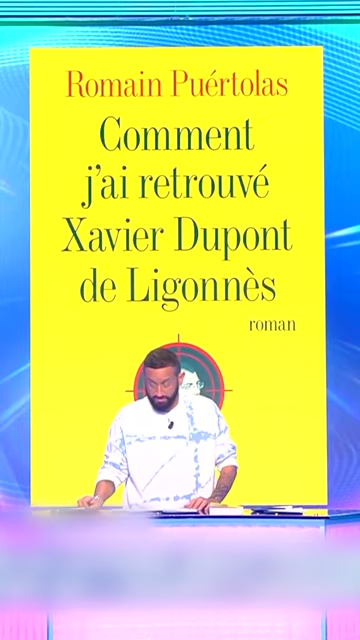 Romain Puértolas
Comment
j'ai retrouvé
Xavier Dupont
de Ligonnès
roman